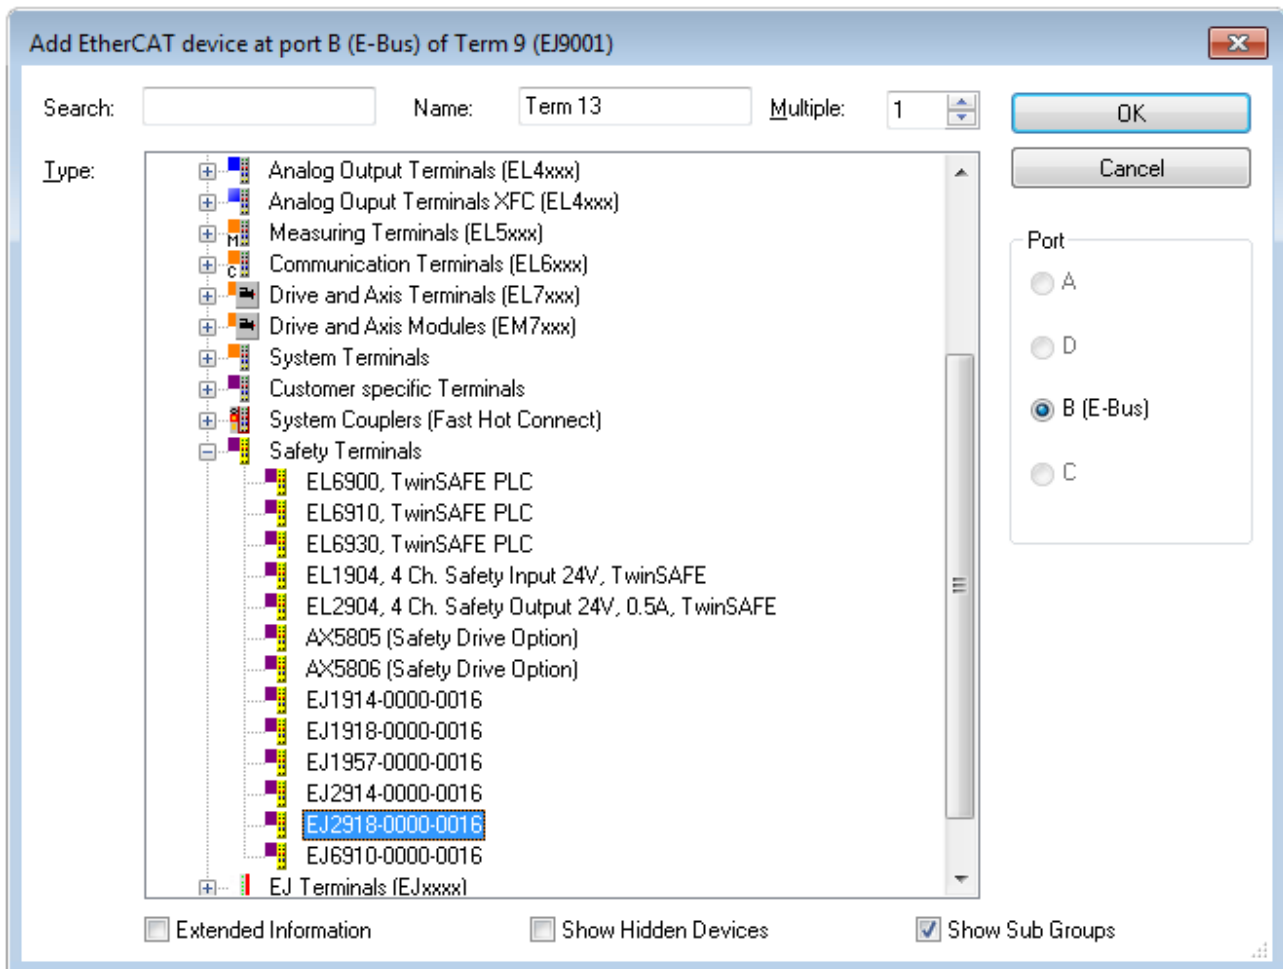 Add EtherCAT device at port B (E-Bus) of Term 9 (EJ9001)
Search: Name: Term 13 Multiple: 1 OK
Type: Cancel
Analog Output Terminals (EL4xxx)
Analog Ouput Terminals XFC (EL4xxx)
M Measuring Terminals (EL5xxx)
C Communication Terminals (EL6xxx)
Drive and Axis Terminals (EL7xxx)
Drive and Axis Modules (EM7xxx)
System Terminals
Customer specific Terminals
System Couplers (Fast Hot Connect)
Safety Terminals
EL6900, TwinSAFE PLC
EL6910, TwinSAFE PLC
EL6930, TwinSAFE PLC
EL1904, 4 Ch. Safety Input 24V, TwinSAFE
EL2904, 4 Ch. Safety Output 24V, 0.5A, TwinSAFE
AX5805 (Safety Drive Option)
AX5806 (Safety Drive Option)
EJ1914-0000-0016
EJ1918-0000-0016
EJ1957-0000-0016
EJ2914-0000-0016
EJ2918-0000-0016
EJ6910-0000-0016
EJ Terminals (EJxxxx)
Port
A
D
B (E-Bus)
C
Extended Information Show Hidden Devices Show Sub Groups